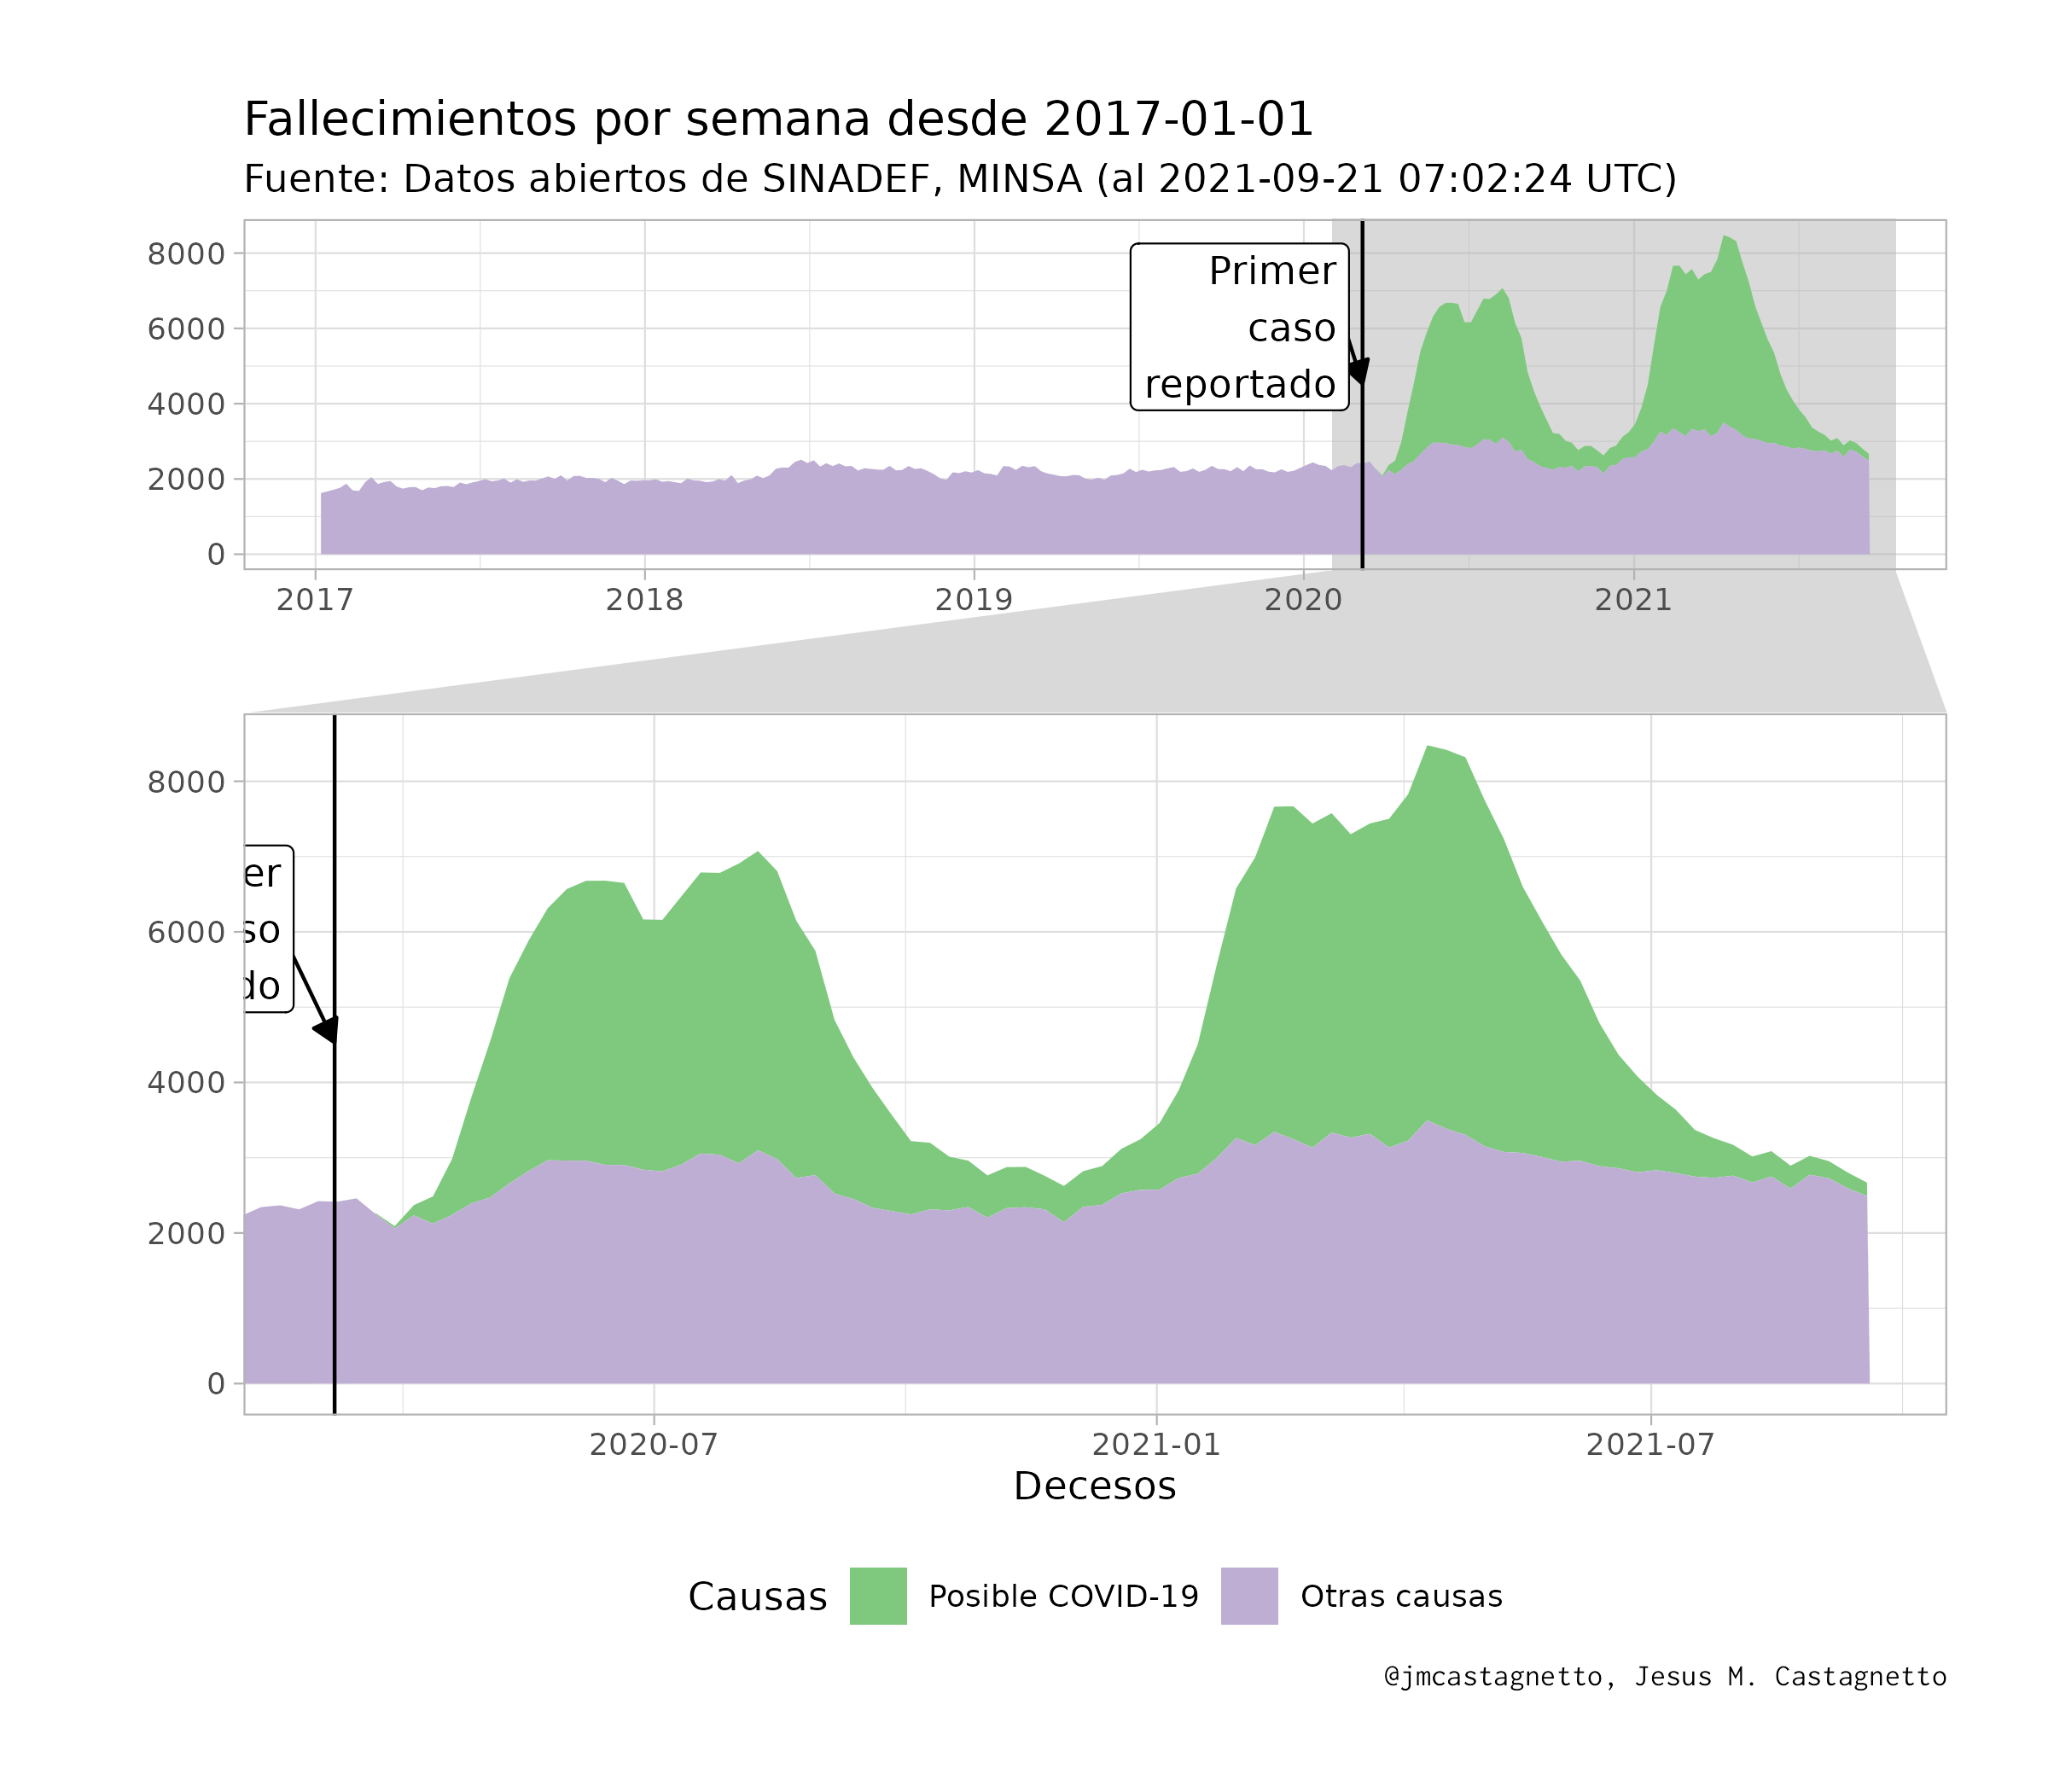 Fallecimientos por semana desde 2017-01-01
Fuente: Datos abiertos de SINADEF, MINSA (al 2021-09-21 07:02:24 UTC)
8000
6000
4000
2000
0
Primer
caso
reportado
2017
2018
2019
2020
2021
8000
6000
4000
2000
0
er
so
do
2020-07
2021-01
2021-07
Decesos
Causas
Posible COVID-19
Otras causas
@jmcastagnetto, Jesus M. Castagnetto